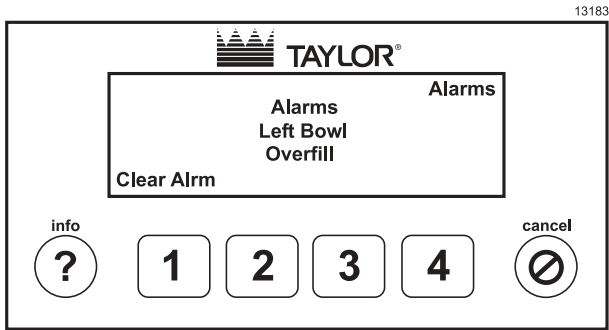 13183
TAYLOR®
Alarms
Alarms
Left Bowl
Overfill
Clear Alrm
info
cancel
? 1 2 3 4